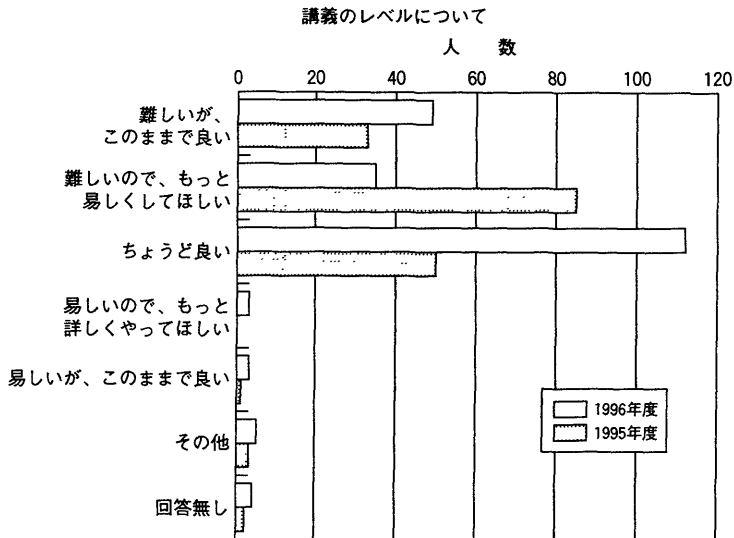 講義のレベルについて
人 数
0 20 40 60 80 100 120
難しいが、
このままで良い
難しいので、もっと
易しくしてほしい
ちょうど良い
易しいので、もっと
詳しくやってほしい
易しいが、このままで良い
その他
回答無し
1996年度
1995年度